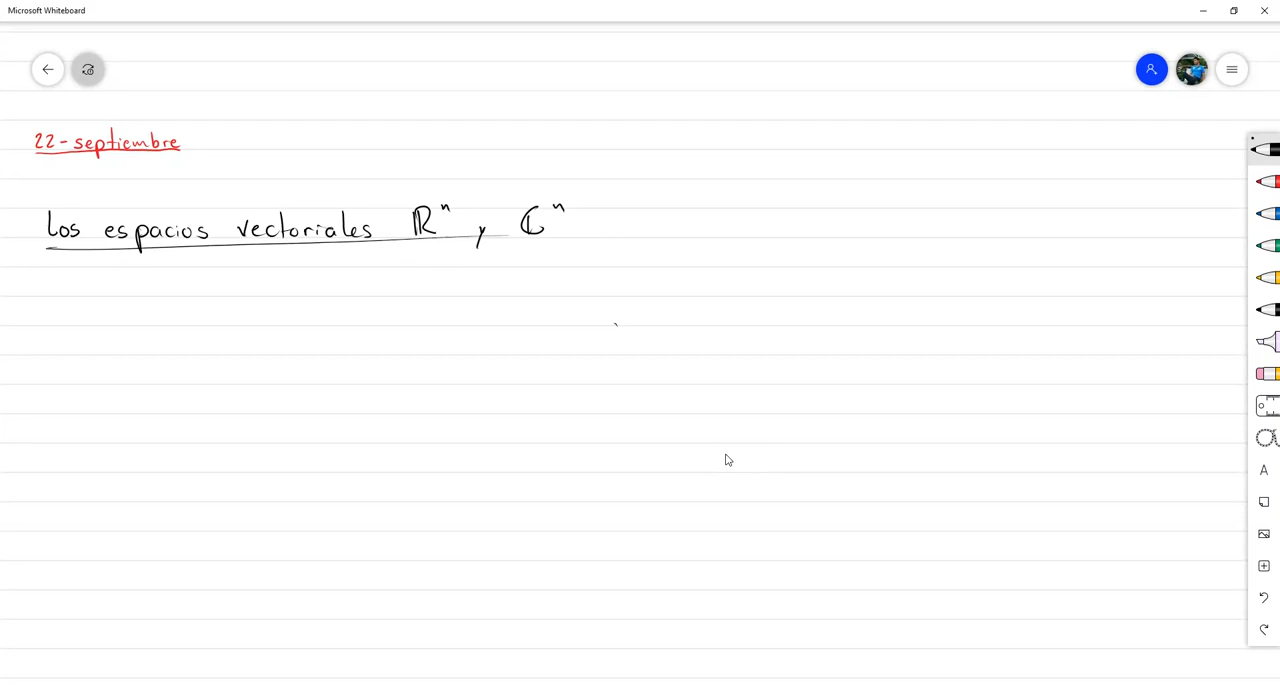 Microsoft Whiteboard
22-septiembre
Los espacios vectoriales ℝⁿ y ℂⁿ
A